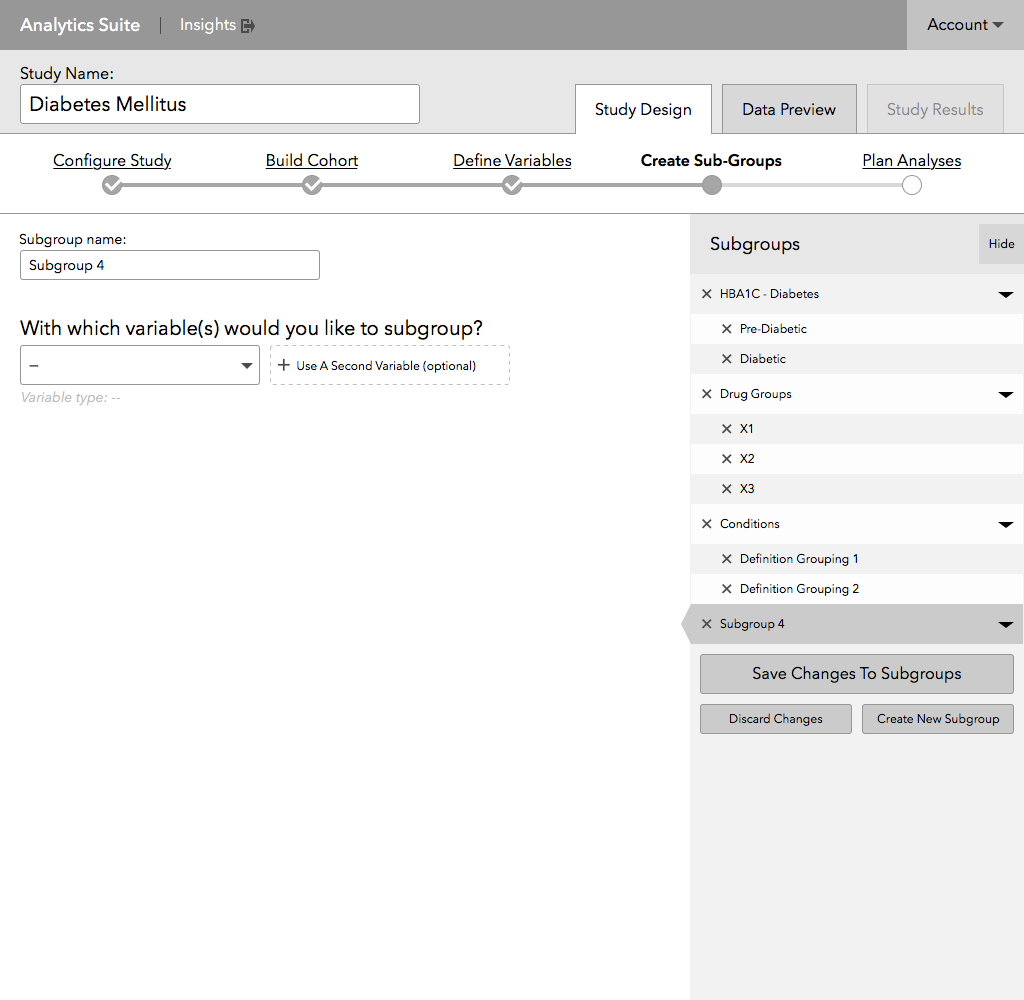 Analytics Suite | Insights
Account
Study Name:
Diabetes Mellitus
Study Design
Data Preview
Study Results
Configure Study
Build Cohort
Define Variables
Create Sub-Groups
Plan Analyses
Subgroup name:
Subgroup 4
With which variable(s) would you like to subgroup?
–
+ Use A Second Variable (optional)
Variable type: --
Subgroups
Hide
HBA1C - Diabetes
Pre-Diabetic
Diabetic
Drug Groups
X1
X2
X3
Conditions
Definition Grouping 1
Definition Grouping 2
Subgroup 4
Save Changes To Subgroups
Discard Changes
Create New Subgroup